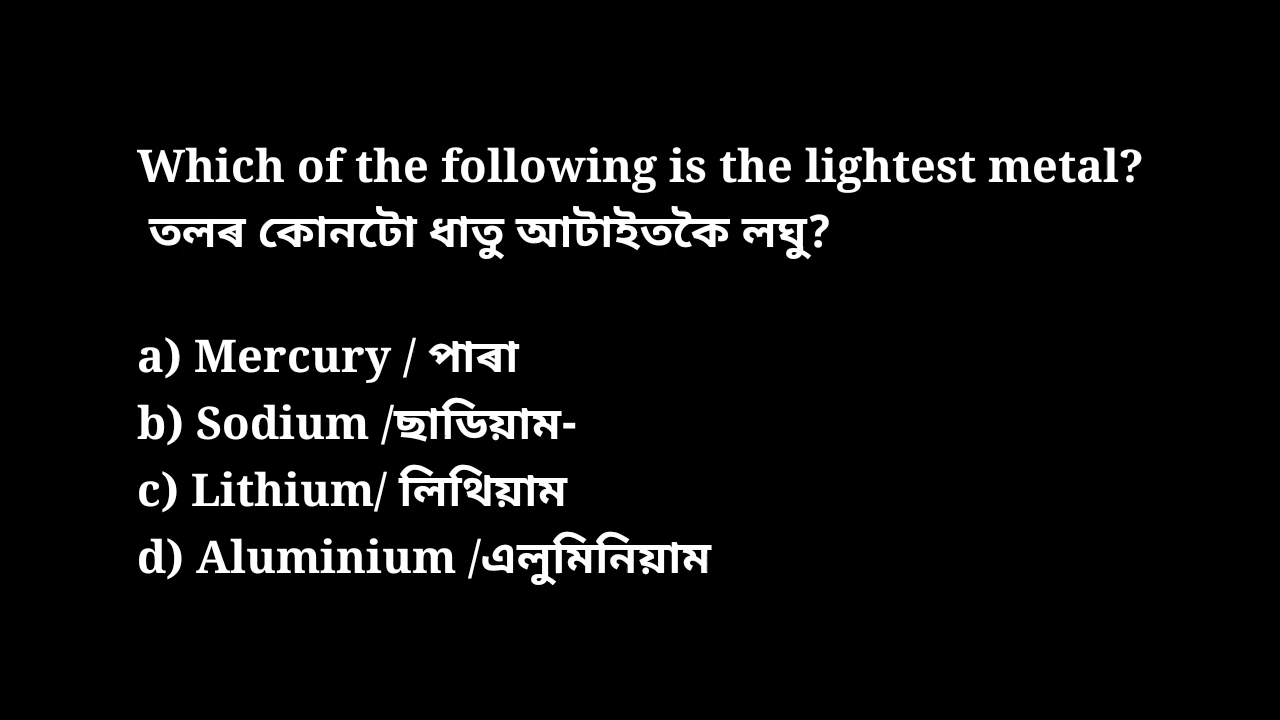 Which of the following is the lightest metal?
তলৰ কোনটো ধাতু আটাইতকৈ লঘু?
a) Mercury / পাৰা
b) Sodium /ছাডিয়াম-
c) Lithium/ লিথিয়াম
d) Aluminium /এলুমিনিয়াম